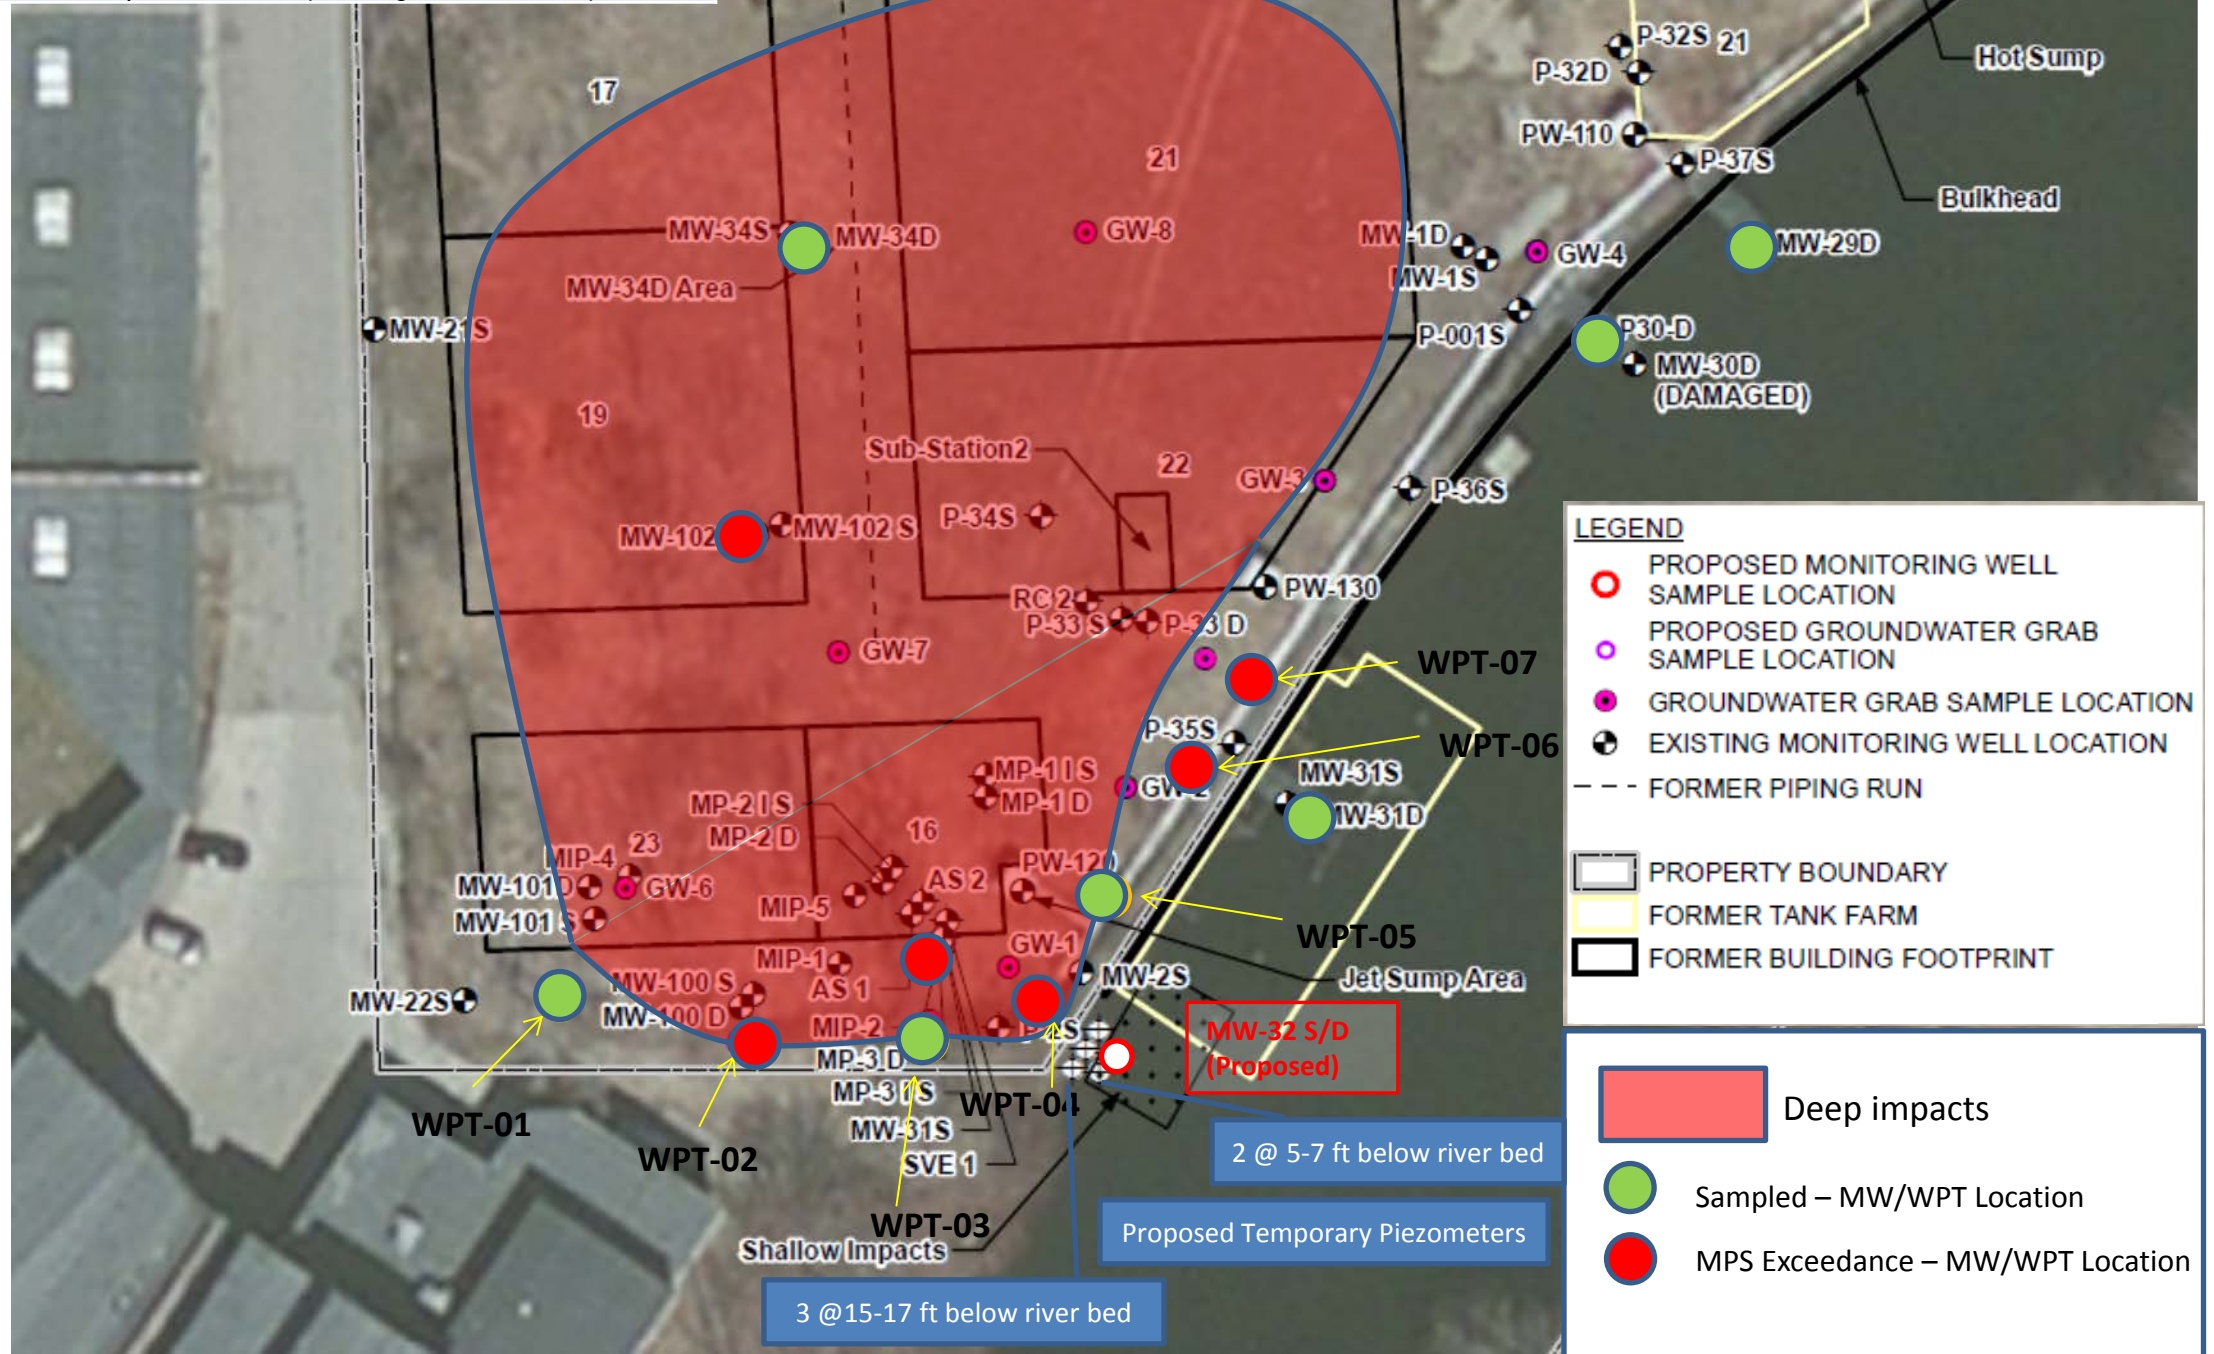 17
P-32S
21
P-32D
Hot Sump
PW-110
P-37S
21
Bulkhead
MW-34S
MW-34D
GW-8
MW-1D
GW-4
MW-29D
MW-34D Area
MW-1S
MW-21S
P-001S
P30-D
MW-30D
(DAMAGED)
19
Sub-Station2
22
GW-3
P-36S
MW-102
MW-102 S
P-34S
RC 2
PW-130
P-33 S
P-33 D
GW-7
WPT-07
P-35S
WPT-06
MP-1 I S
MW-31S
MP-2 I S
MP-1 D
GW-2
MW-31D
MP-2 D
16
MIP-4
23
PW-120
MW-101D
GW-6
AS 2
MIP-5
MW-101 S
WPT-05
GW-1
MIP-1
MW-2S
Jet Sump Area
MW-100 S
AS 1
MW-22S
MW-100 D
MIP-2
MW-32 S/D
(Proposed)
MP-3 D
MP-3 I S
WPT-04
WPT-01
MW-31S
WPT-02
SVE 1
2 @ 5-7 ft below river bed
WPT-03
Proposed Temporary Piezometers
Shallow Impacts
3 @15-17 ft below river bed
LEGEND
PROPOSED MONITORING WELL
SAMPLE LOCATION
PROPOSED GROUNDWATER GRAB
SAMPLE LOCATION
GROUNDWATER GRAB SAMPLE LOCATION
EXISTING MONITORING WELL LOCATION
FORMER PIPING RUN
PROPERTY BOUNDARY
FORMER TANK FARM
FORMER BUILDING FOOTPRINT
Deep impacts
Sampled – MW/WPT Location
MPS Exceedance – MW/WPT Location